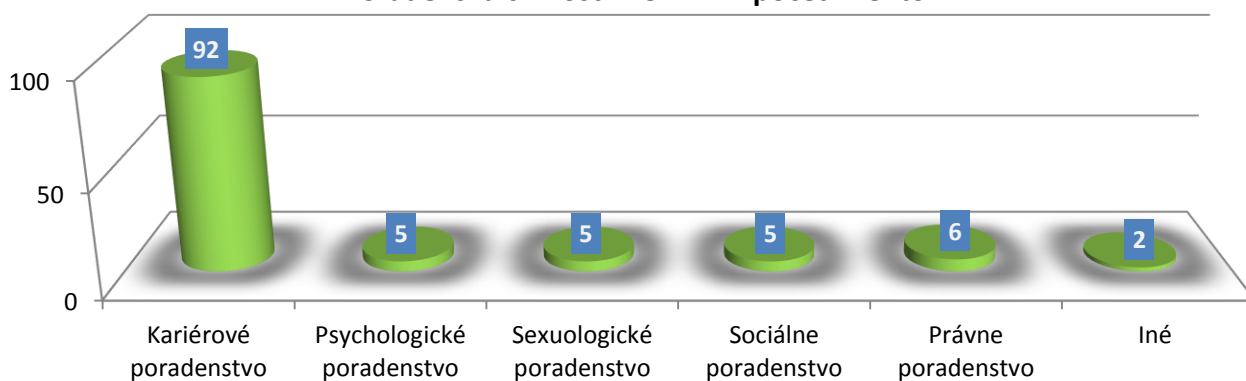 92
100
50
5
5
5
6
2
0
Kariérové
poradenstvo
Psychologické
poradenstvo
Sexuologické
poradenstvo
Sociálne
poradenstvo
Právne
poradenstvo
Iné